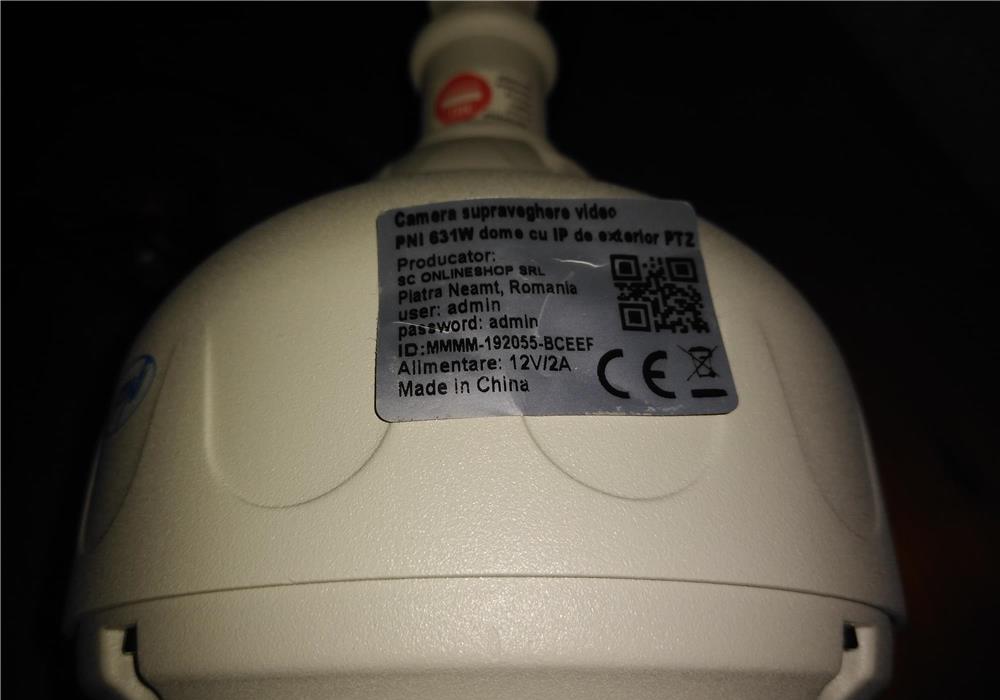 Camera supraveghere video
PNI 631W dome cu IP de exterior PTZ
Producator:
SC ONLINESHOP SRL
Piatra Neamt, Romania
user: admin
password: admin
ID:MMMM-192055-BCEEF
Alimentare: 12V/2A
Made in China
CE